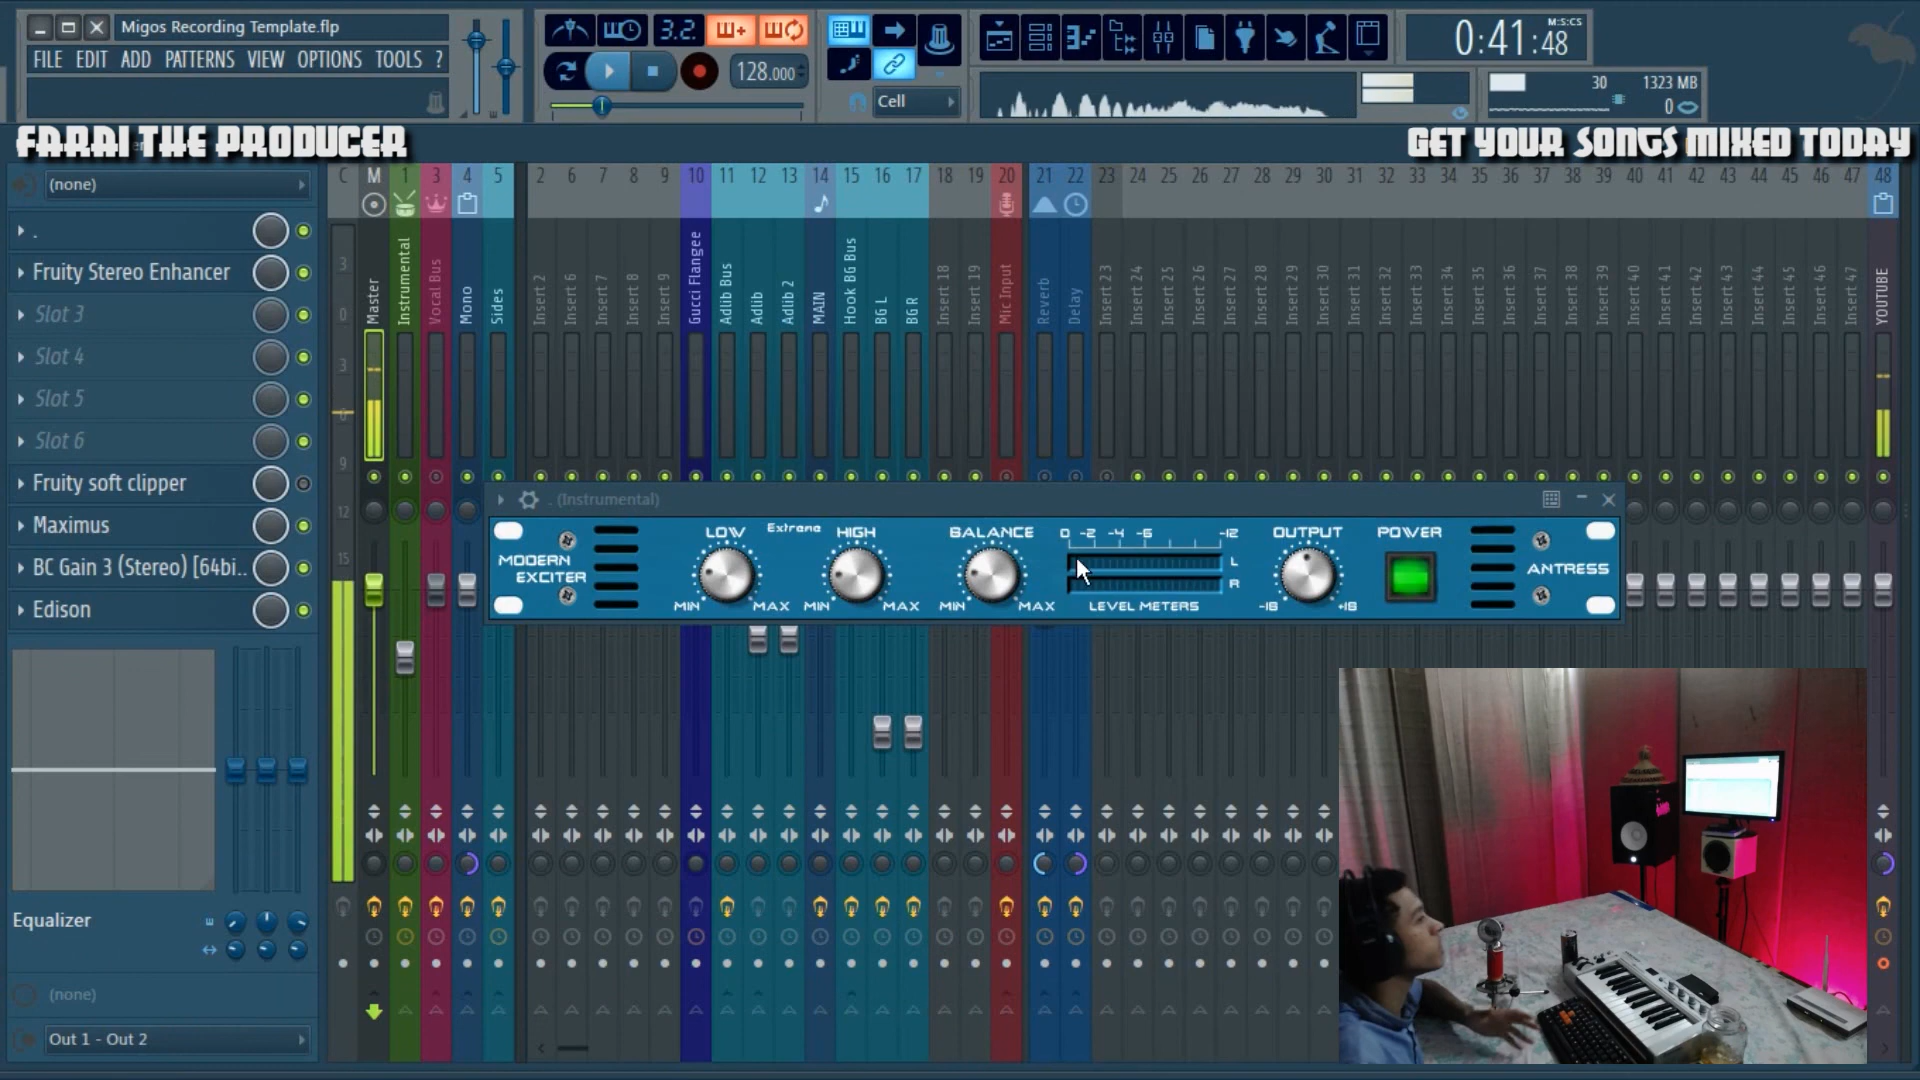 Migos Recording Template.flp
FILE EDIT ADD PATTERNS VIEW OPTIONS TOOLS ?
3.2.
128.000
Cell
0:41:48
M:S:CS
30
1323 MB
0
FARAI THE PRODUCER
GET YOUR SONGS MIXED TODAY
(none)
.
Fruity Stereo Enhancer
Slot 3
Slot 4
Slot 5
Slot 6
Fruity soft clipper
Maximus
BC Gain 3 (Stereo) [64bi..
Edison
Equalizer
(none)
Out 1 - Out 2
C M 1 3 4 5 2 6 7 8 9 10 11 12 13 14 15 16 17 18 19 20 21 22 23 24 25 26 27 28 29 30 31 32 33 34 35 36 37 38 39 40 41 42 43 44 45 46 47 48
Master
Instrumental
Vocal Bus
Mono
Sides
Insert 2
Insert 6
Insert 7
Insert 8
Insert 9
Gucci Flangee
Adlib Bus
Adlib
Adlib 2
MAIN
Hook BG Bus
BG L
BG R
Insert 18
Insert 19
Mic Input
Reverb
Delay
Insert 23
Insert 24
Insert 25
Insert 26
Insert 27
Insert 28
Insert 29
Insert 30
Insert 31
Insert 32
Insert 33
Insert 34
Insert 35
Insert 36
Insert 37
Insert 38
Insert 39
Insert 40
Insert 41
Insert 42
Insert 43
Insert 44
Insert 45
Insert 46
Insert 47
YOUTUBE
3
0
3
6
9
12
15
. (Instrumental)
MODERN
EXCITER
LOW Extreme HIGH BALANCE
MIN MAX MIN MAX MIN MAX
0 -2 -4 -6 -12
L
R
LEVEL METERS
OUTPUT
-18 +18
POWER
ANTRESS